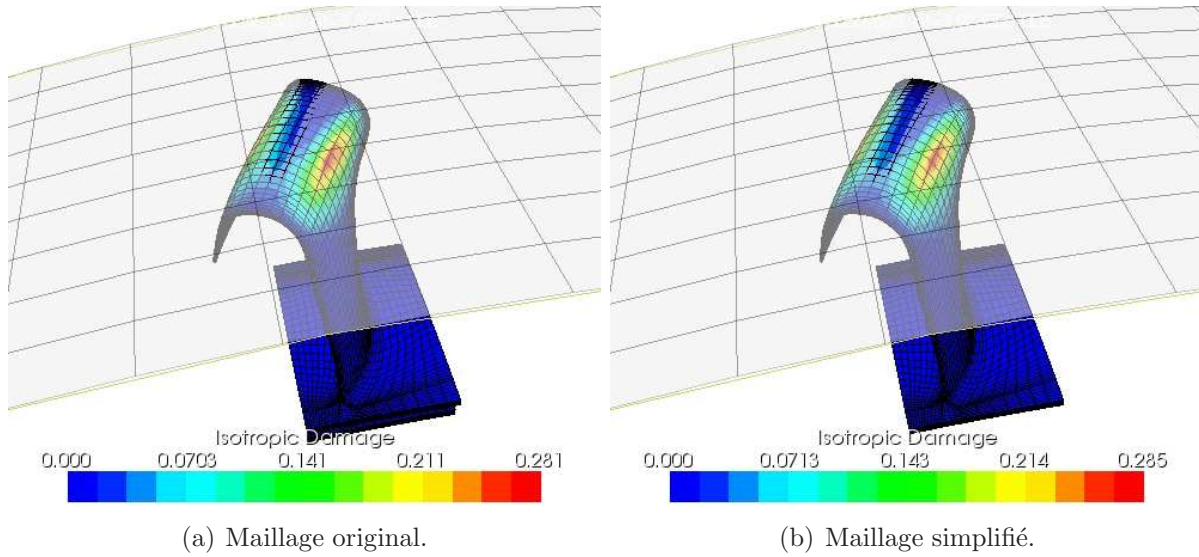 Isotropic Damage
0.000 0.0703 0.141 0.211 0.281
(a) Maillage original.
Isotropic Damage
0.000 0.0713 0.143 0.214 0.285
(b) Maillage simplifié.